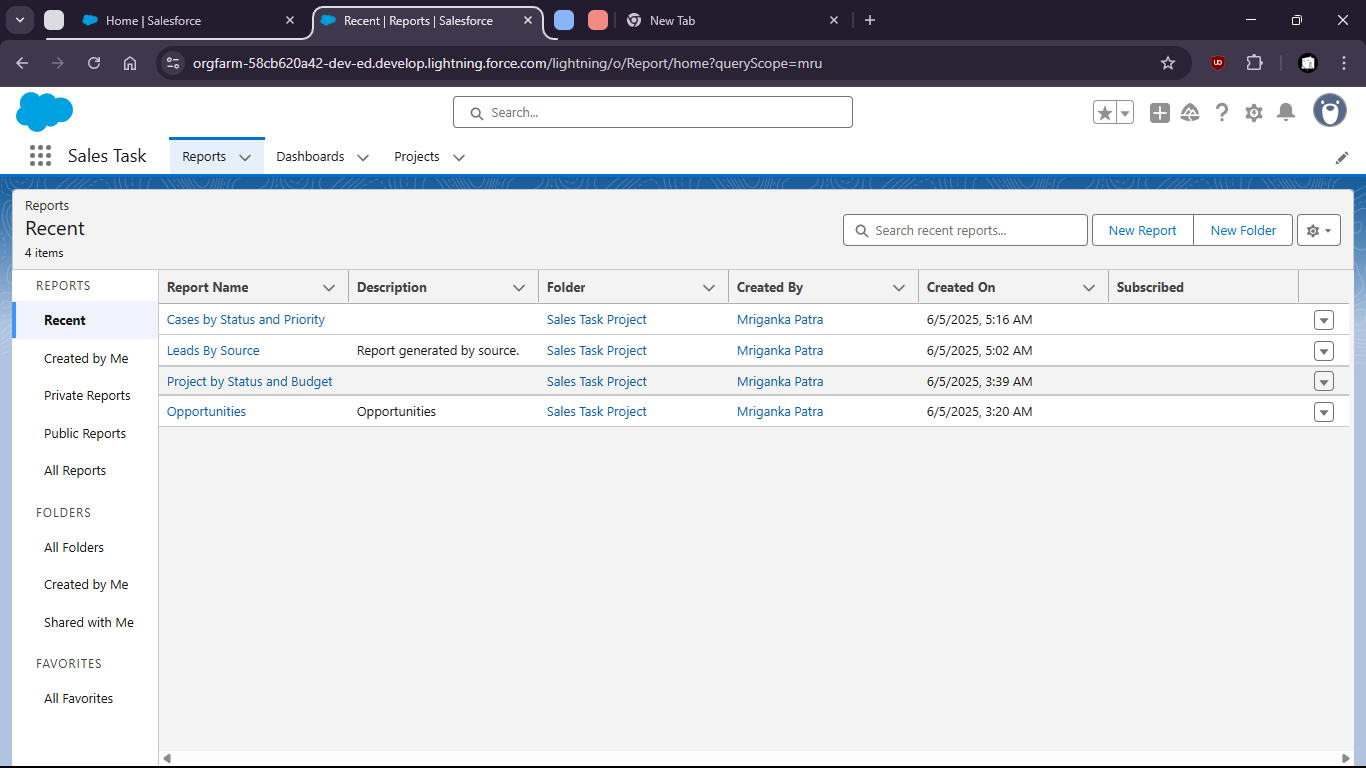 Home | Salesforce
Recent | Reports | Salesforce
New Tab
orgfarm-58cb620a42-dev-ed.develop.lightning.force.com/lightning/o/Report/home?queryScope=mru
Search...
Sales Task
Reports
Dashboards
Projects
Reports
Recent
4 items
Search recent reports...
New Report
New Folder
REPORTS
Recent
Created by Me
Private Reports
Public Reports
All Reports
FOLDERS
All Folders
Created by Me
Shared with Me
FAVORITES
All Favorites
Report Name Description Folder Created By Created On Subscribed
Cases by Status and Priority Sales Task Project Mriganka Patra 6/5/2025, 5:16 AM
Leads By Source Report generated by source. Sales Task Project Mriganka Patra 6/5/2025, 5:02 AM
Project by Status and Budget Sales Task Project Mriganka Patra 6/5/2025, 3:39 AM
Opportunities Opportunities Sales Task Project Mriganka Patra 6/5/2025, 3:20 AM